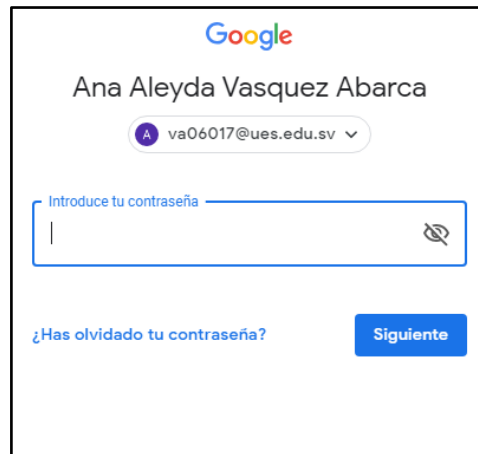 Google
Ana Aleyda Vasquez Abarca
A va06017@ues.edu.sv
Introduce tu contraseña
¿Has olvidado tu contraseña? Siguiente